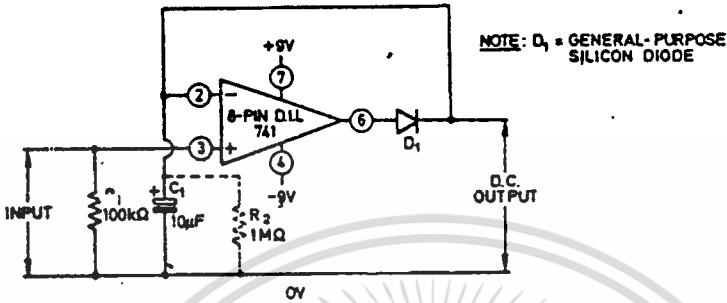 NOTE: D₁ = GENERAL-PURPOSE
SILICON DIODE
+9V
7
2
-
8-PIN D.I.L
741
6
D₁
3
+
4
-9V
INPUT
100kΩ
+
C₁
10µF
R₂
1MΩ
D.C.
OUTPUT
0V